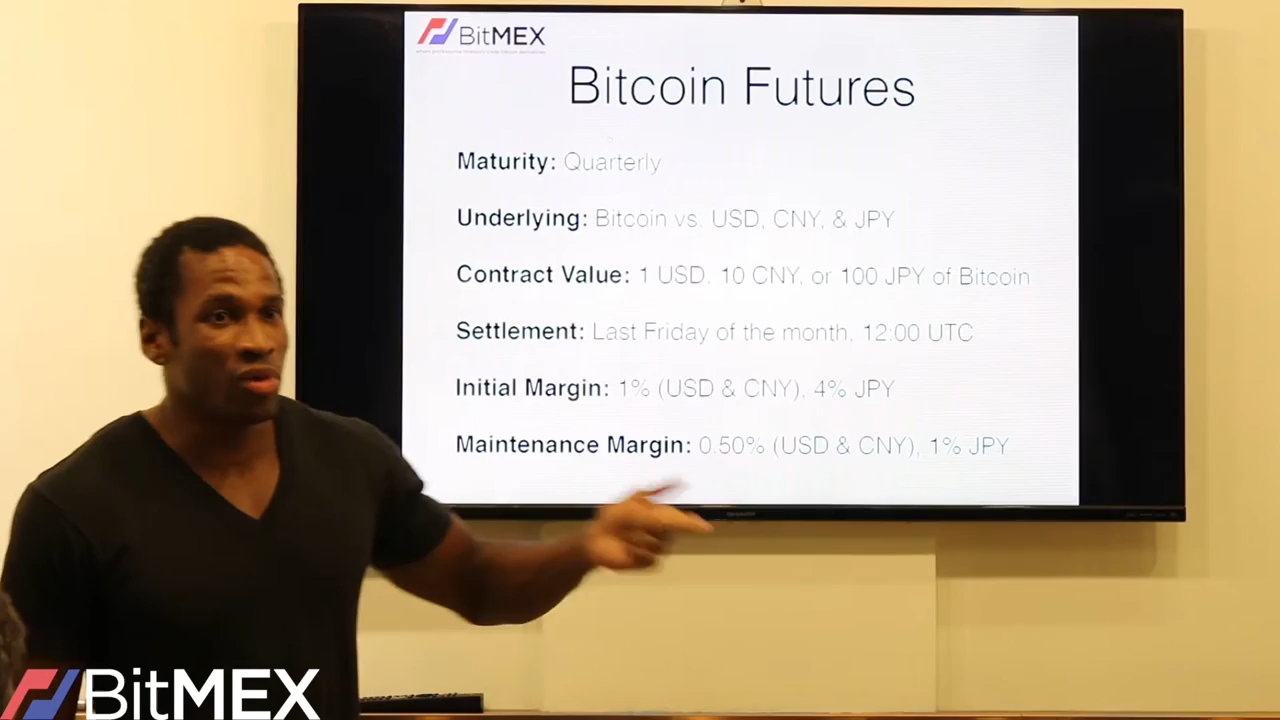 BitMEX
Bitcoin Futures
Maturity: Quarterly
Underlying: Bitcoin vs. USD, CNY, & JPY
Contract Value: 1 USD, 10 CNY, or 100 JPY of Bitcoin
Settlement: Last Friday of the month, 12:00 UTC
Initial Margin: 1% (USD & CNY), 4% JPY
Maintenance Margin: 0.50% (USD & CNY), 1% JPY
SHARP
BitMEX